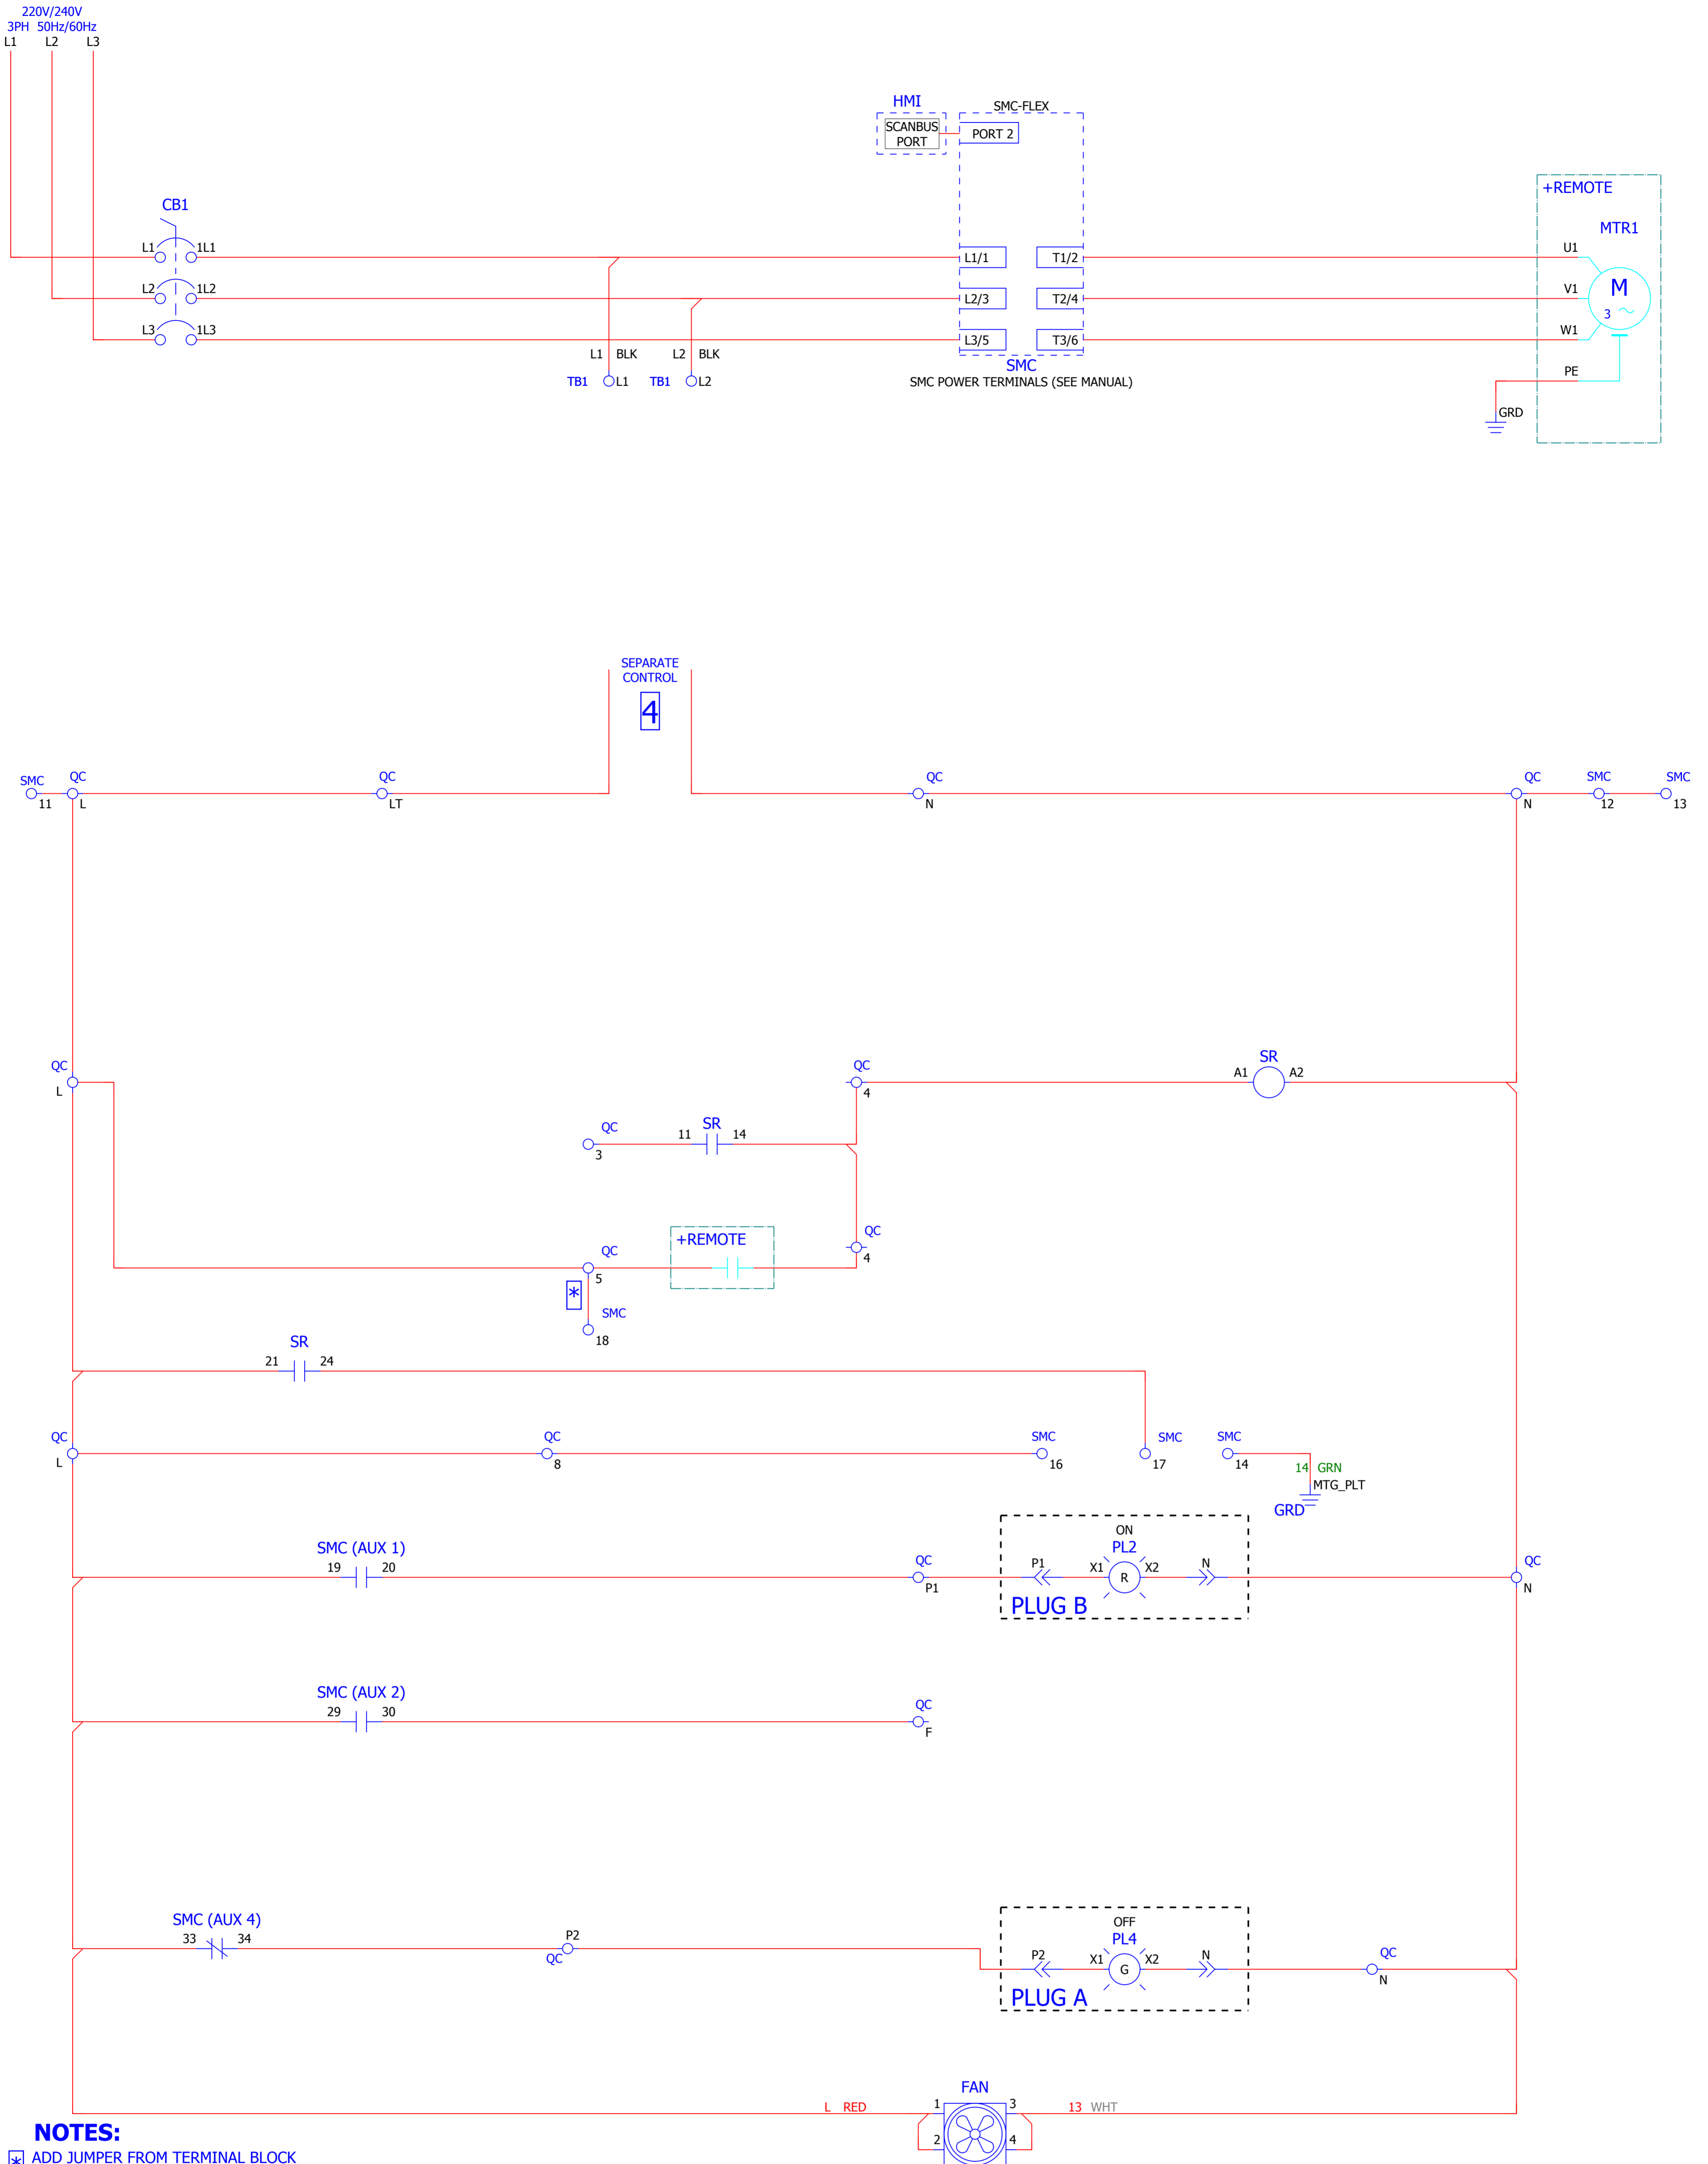 220V/240V
3PH 50Hz/60Hz
L1 L2 L3
HMI
SCANBUS
PORT
SMC-FLEX
PORT 2
+REMOTE
MTR1
CB1
L1 1L1
L1/1 T1/2
U1
L2 1L2
L2/3 T2/4
V1
M
3
L3 1L3
L3/5 T3/6
W1
L1 BLK L2 BLK
TB1 L1 TB1 L2
SMC
SMC POWER TERMINALS (SEE MANUAL)
PE
GRD
SEPARATE
CONTROL
4
SMC
11
QC
L
QC
LT
QC
N
QC
N
SMC
12
SMC
13
QC
L
QC
4
SR
A1 A2
QC
3
SR
11 14
QC
5
+REMOTE
QC
4
*
SMC
18
SR
21 24
QC
L
QC
8
SMC
16
SMC
17
SMC
14
14 GRN
MTG_PLT
GRD
SMC (AUX 1)
19 20
QC
P1
ON
PL2
P1 X1 R X2 N
PLUG B
QC
N
SMC (AUX 2)
29 30
QC
F
SMC (AUX 4)
33 34
P2
QC
OFF
PL4
P2 X1 G X2 N
PLUG A
QC
N
FAN
L RED 1 3 13 WHT
2 4
NOTES:
* ADD JUMPER FROM TERMINAL BLOCK